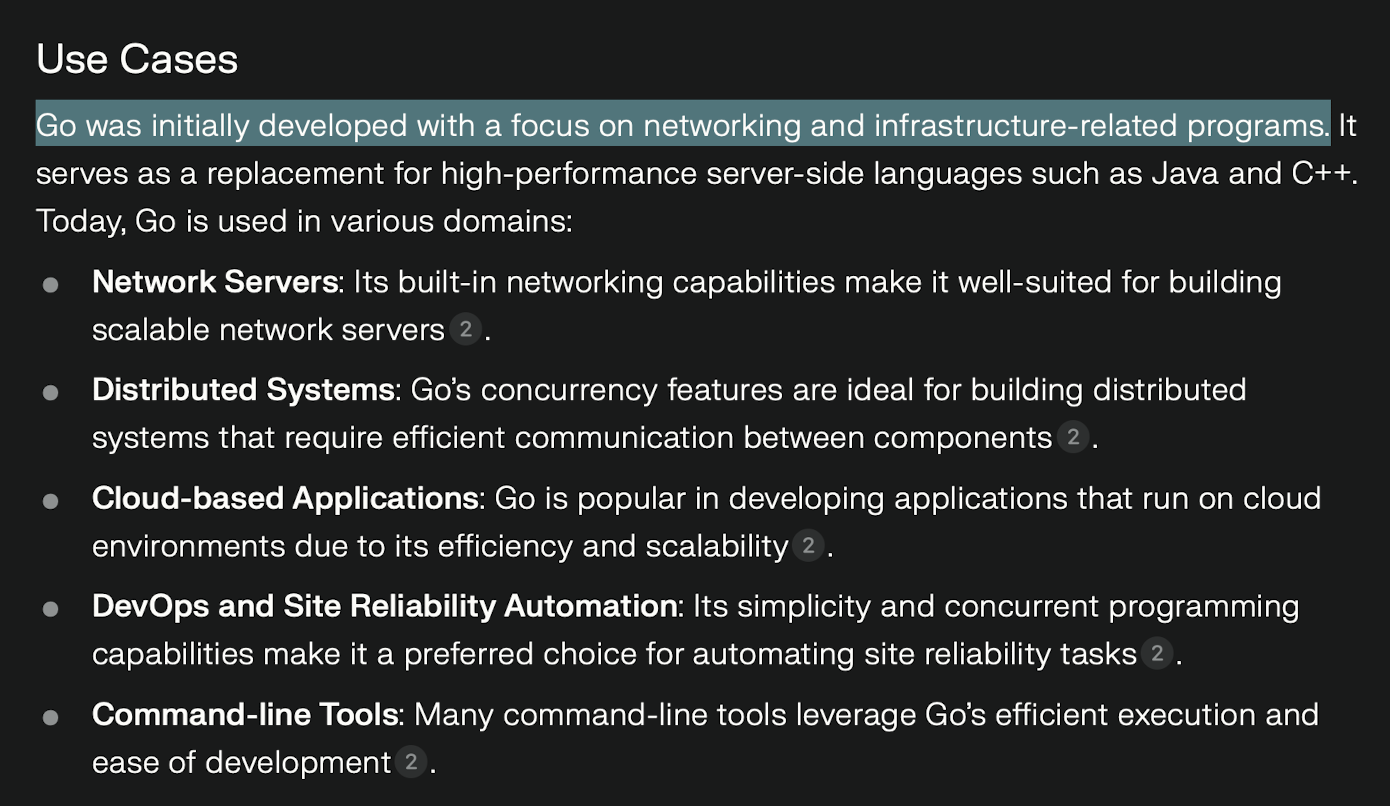 Use Cases
Go was initially developed with a focus on networking and infrastructure-related programs. It
serves as a replacement for high-performance server-side languages such as Java and C++.
Today, Go is used in various domains:
Network Servers: Its built-in networking capabilities make it well-suited for building
scalable network servers 2 .
Distributed Systems: Go’s concurrency features are ideal for building distributed
systems that require efficient communication between components 2 .
Cloud-based Applications: Go is popular in developing applications that run on cloud
environments due to its efficiency and scalability 2 .
DevOps and Site Reliability Automation: Its simplicity and concurrent programming
capabilities make it a preferred choice for automating site reliability tasks 2 .
Command-line Tools: Many command-line tools leverage Go’s efficient execution and
ease of development 2 .